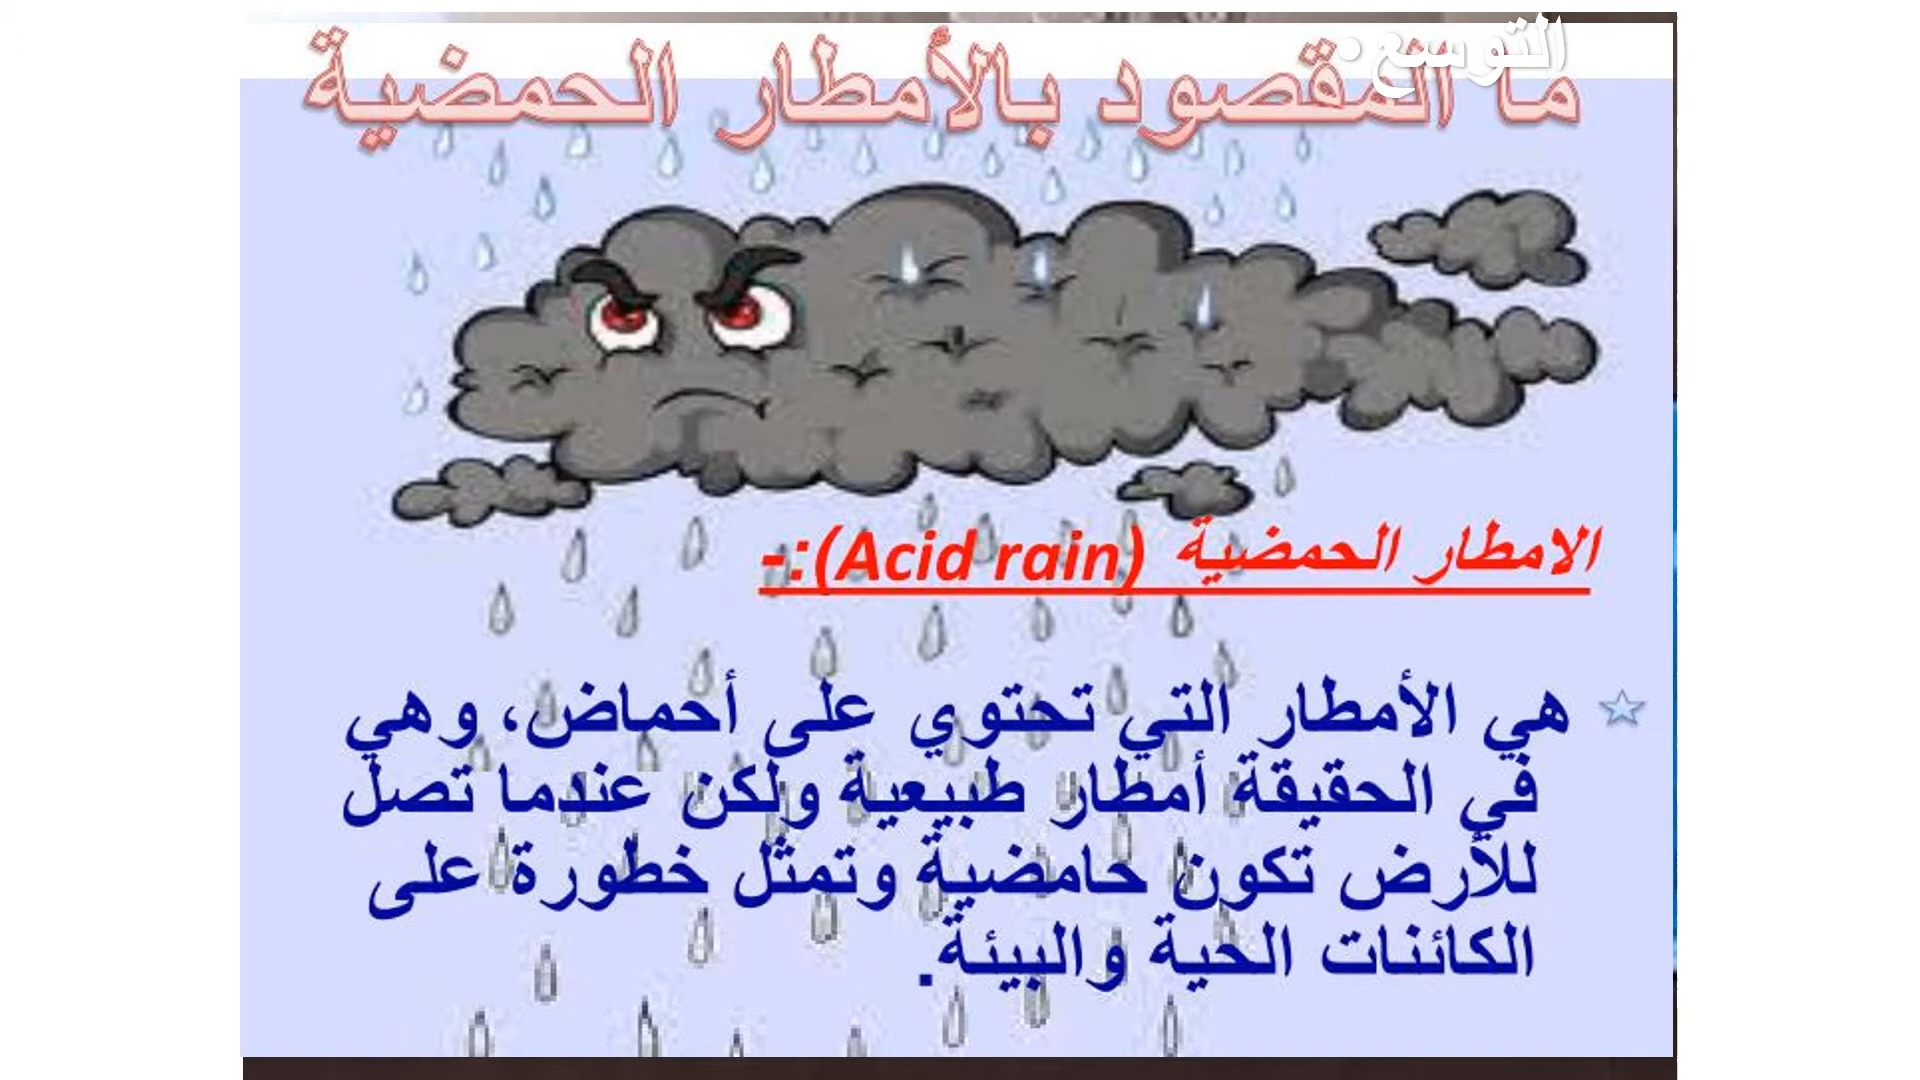 التوسع•
ما المقصود بالأمطار الحمضية
الامطار الحمضية (Acid rain):-
هي الأمطار التي تحتوي على أحماض، وهي
في الحقيقة أمطار طبيعية ولكن عندما تصل
للأرض تكون حامضية وتمثل خطورة على
الكائنات الحية والبيئة.